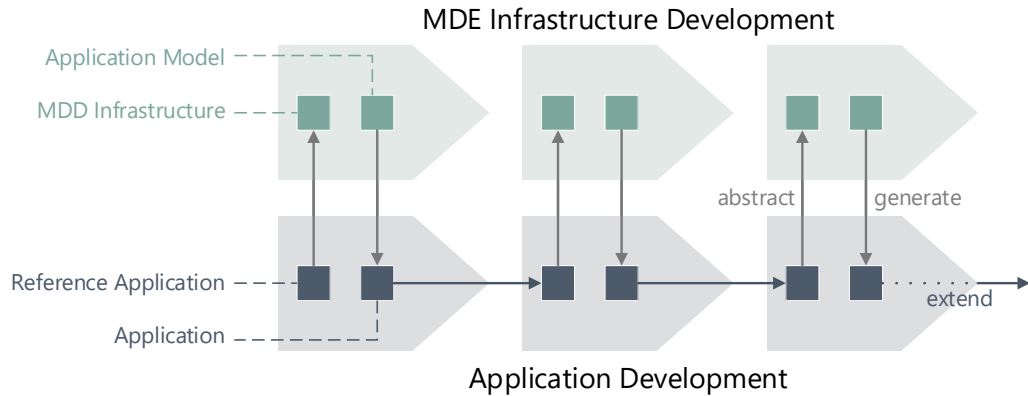 MDE Infrastructure Development
Application Model
MDD Infrastructure
abstract
generate
Reference Application
extend
Application
Application Development